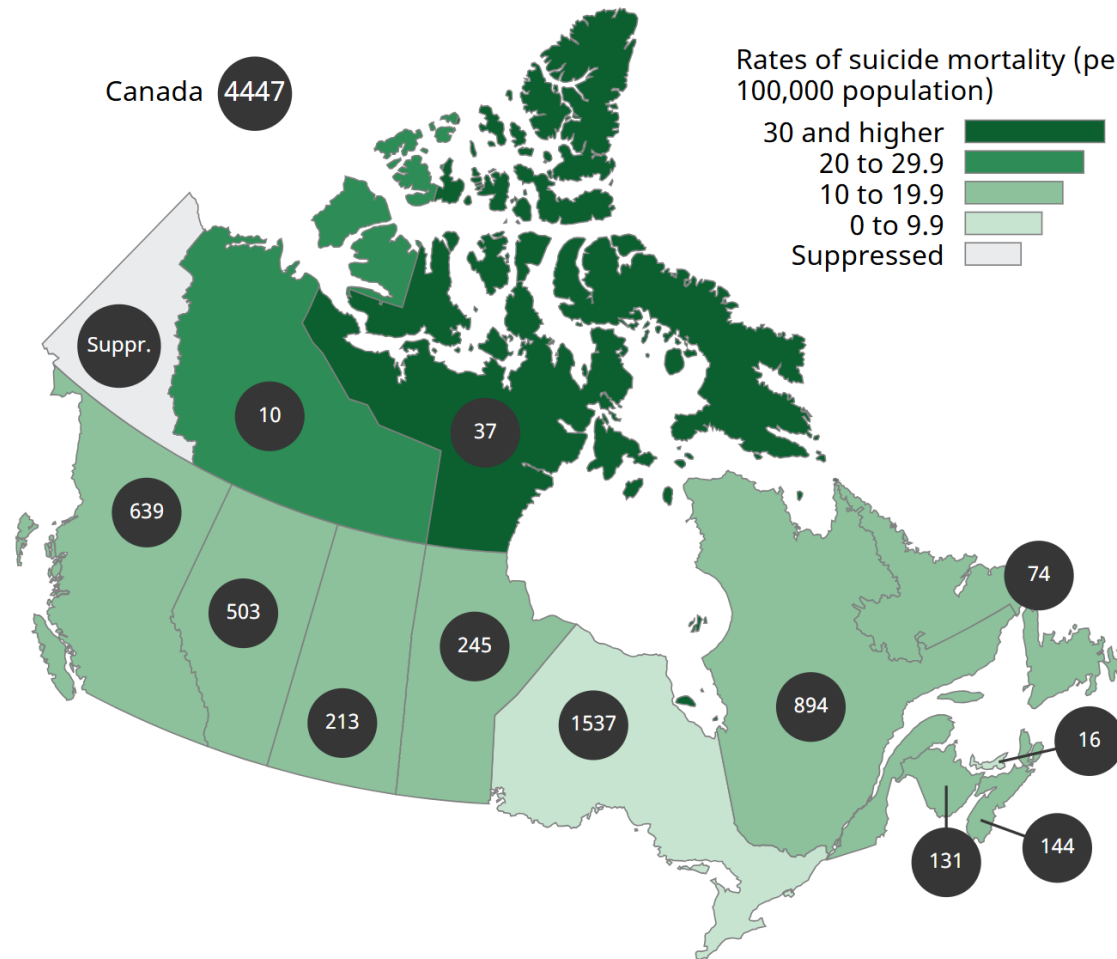 Canada 4447
Rates of suicide mortality (pe
100,000 population)
30 and higher
20 to 29.9
10 to 19.9
0 to 9.9
Suppressed
Suppr.
10
37
639
503
245
74
213
1537
894
16
131
144